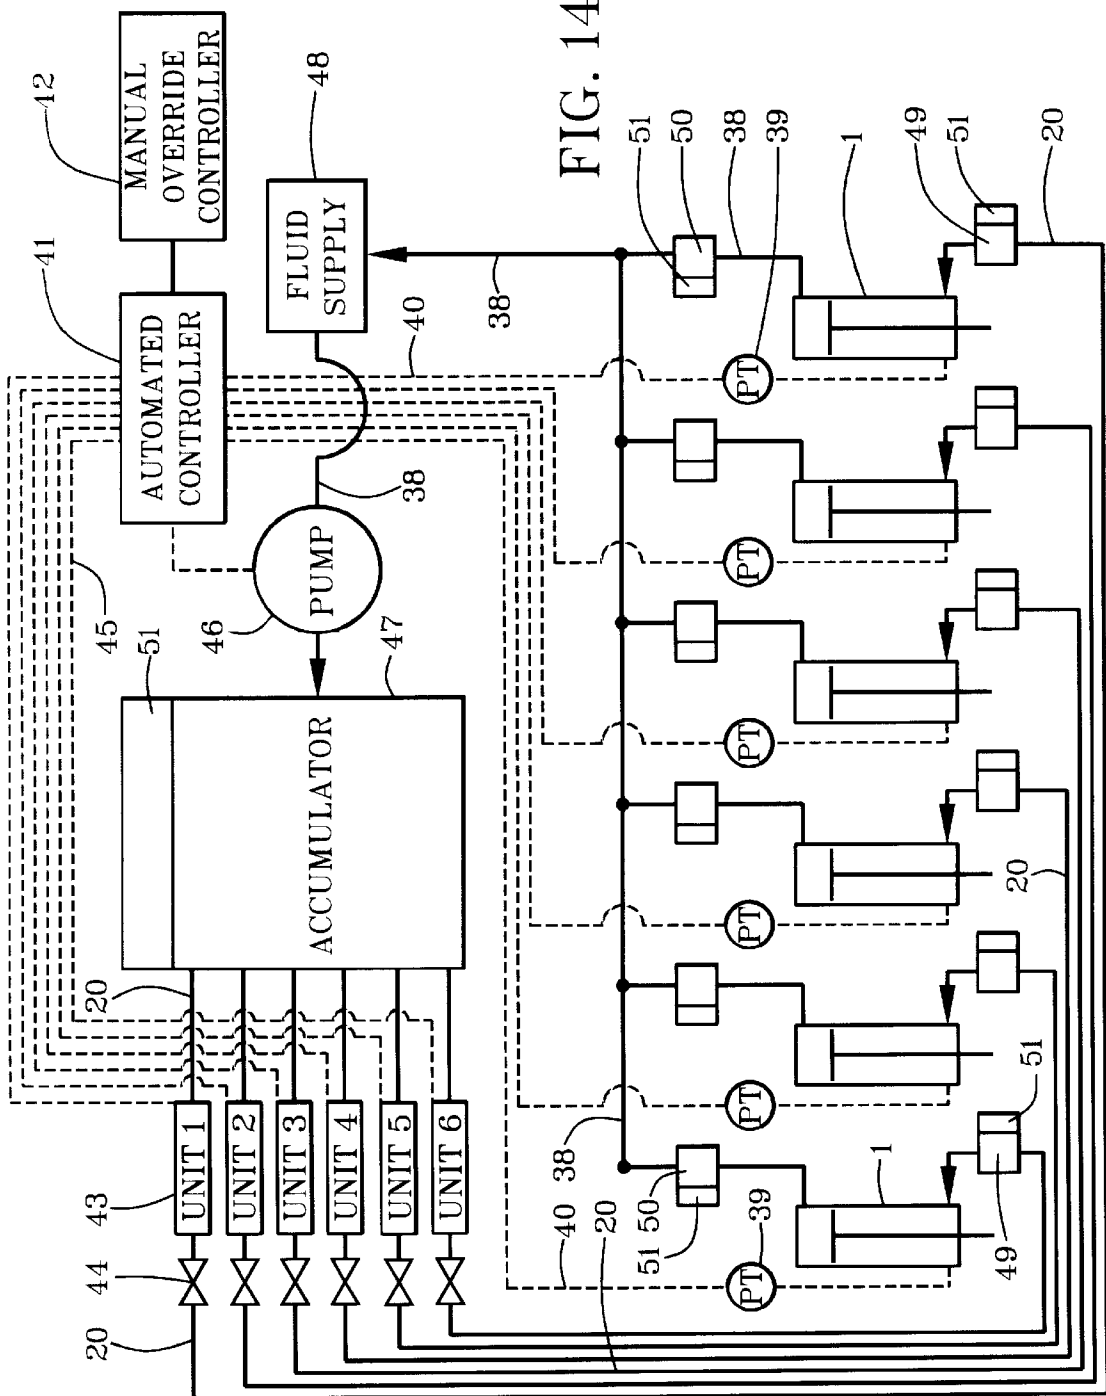 42
41
MANUAL
OVERRIDE
CONTROLLER
AUTOMATED
CONTROLLER
20
44
43
45
51
20
UNIT 1
UNIT 2
UNIT 3
UNIT 4
UNIT 5
UNIT 6
ACCUMULATOR
47
46
PUMP
38
FLUID
SUPPLY
48
40
38
FIG. 14
40
38
20
50
51
51
50
38
39
39
PT
PT
PT
PT
PT
PT
1
1
49
51
20
49
51
20